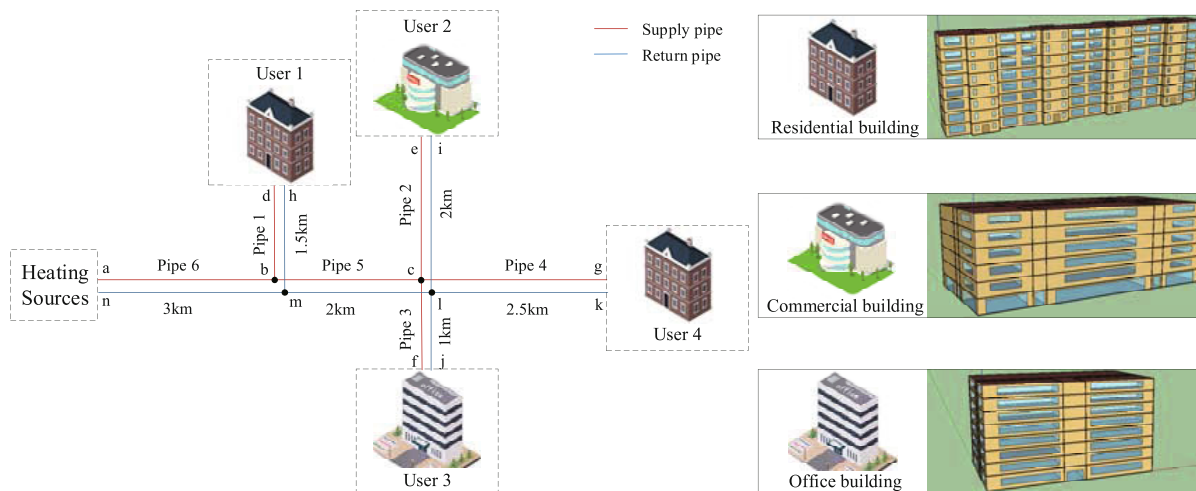 User 2
Supply pipe
Return pipe
User 1
e
i
Residential building
d
h
Pipe 1
1.5km
Pipe 2
2km
Heating
Sources
a
Pipe 6
b
Pipe 5
c
Pipe 4
g
n
3km
m
2km
l
2.5km
k
User 4
Commercial building
Pipe 3
1km
f
j
User 3
Office building